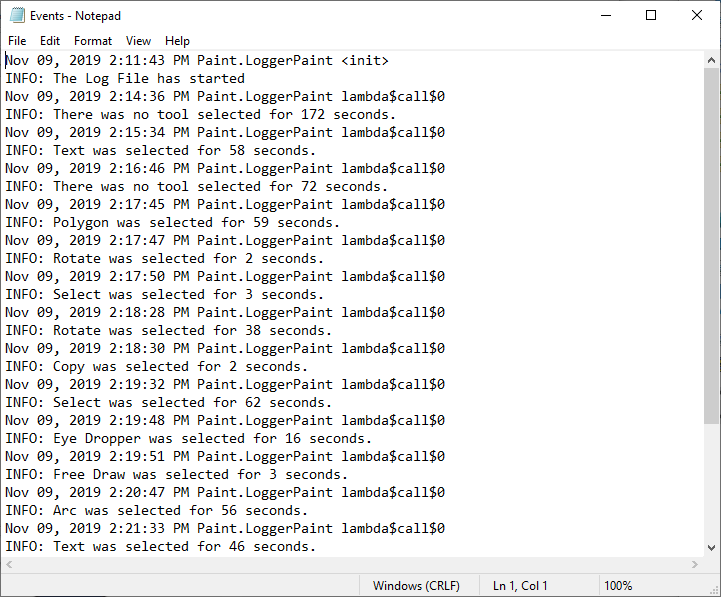 Events - Notepad
File Edit Format View Help
Nov 09, 2019 2:11:43 PM Paint.LoggerPaint <init>
INFO: The Log File has started
Nov 09, 2019 2:14:36 PM Paint.LoggerPaint lambda$call$0
INFO: There was no tool selected for 172 seconds.
Nov 09, 2019 2:15:34 PM Paint.LoggerPaint lambda$call$0
INFO: Text was selected for 58 seconds.
Nov 09, 2019 2:16:46 PM Paint.LoggerPaint lambda$call$0
INFO: There was no tool selected for 72 seconds.
Nov 09, 2019 2:17:45 PM Paint.LoggerPaint lambda$call$0
INFO: Polygon was selected for 59 seconds.
Nov 09, 2019 2:17:47 PM Paint.LoggerPaint lambda$call$0
INFO: Rotate was selected for 2 seconds.
Nov 09, 2019 2:17:50 PM Paint.LoggerPaint lambda$call$0
INFO: Select was selected for 3 seconds.
Nov 09, 2019 2:18:28 PM Paint.LoggerPaint lambda$call$0
INFO: Rotate was selected for 38 seconds.
Nov 09, 2019 2:18:30 PM Paint.LoggerPaint lambda$call$0
INFO: Copy was selected for 2 seconds.
Nov 09, 2019 2:19:32 PM Paint.LoggerPaint lambda$call$0
INFO: Select was selected for 62 seconds.
Nov 09, 2019 2:19:48 PM Paint.LoggerPaint lambda$call$0
INFO: Eye Dropper was selected for 16 seconds.
Nov 09, 2019 2:19:51 PM Paint.LoggerPaint lambda$call$0
INFO: Free Draw was selected for 3 seconds.
Nov 09, 2019 2:20:47 PM Paint.LoggerPaint lambda$call$0
INFO: Arc was selected for 56 seconds.
Nov 09, 2019 2:21:33 PM Paint.LoggerPaint lambda$call$0
INFO: Text was selected for 46 seconds.
Windows (CRLF) Ln 1, Col 1 100%